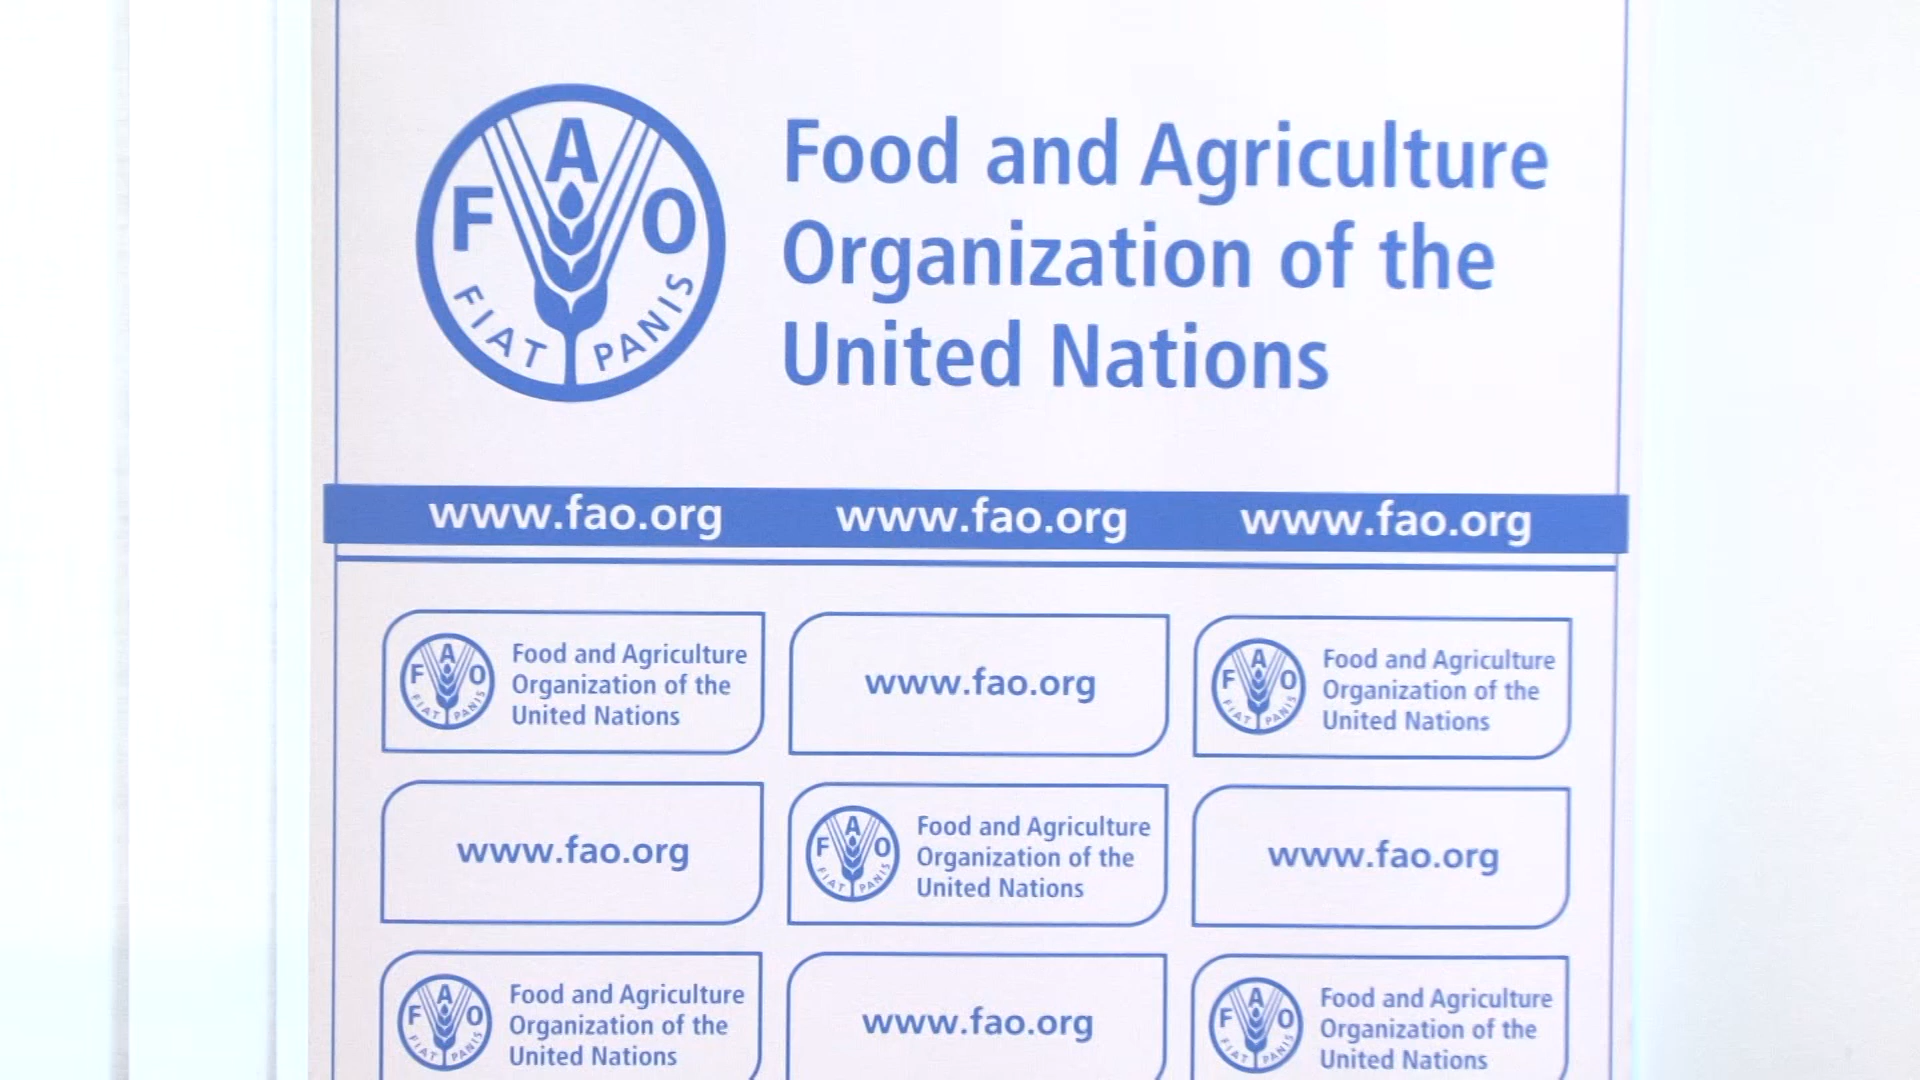 F A O
FIAT PANIS
Food and Agriculture
Organization of the
United Nations
www.fao.org www.fao.org www.fao.org
F A O
FIAT PANIS
Food and Agriculture
Organization of the
United Nations
www.fao.org
F A O
FIAT PANIS
Food and Agriculture
Organization of the
United Nations
www.fao.org
F A O
FIAT PANIS
Food and Agriculture
Organization of the
United Nations
www.fao.org
F A O
FIAT PANIS
Food and Agriculture
Organization of the
United Nations
www.fao.org
F A O
FIAT PANIS
Food and Agriculture
Organization of the
United Nations